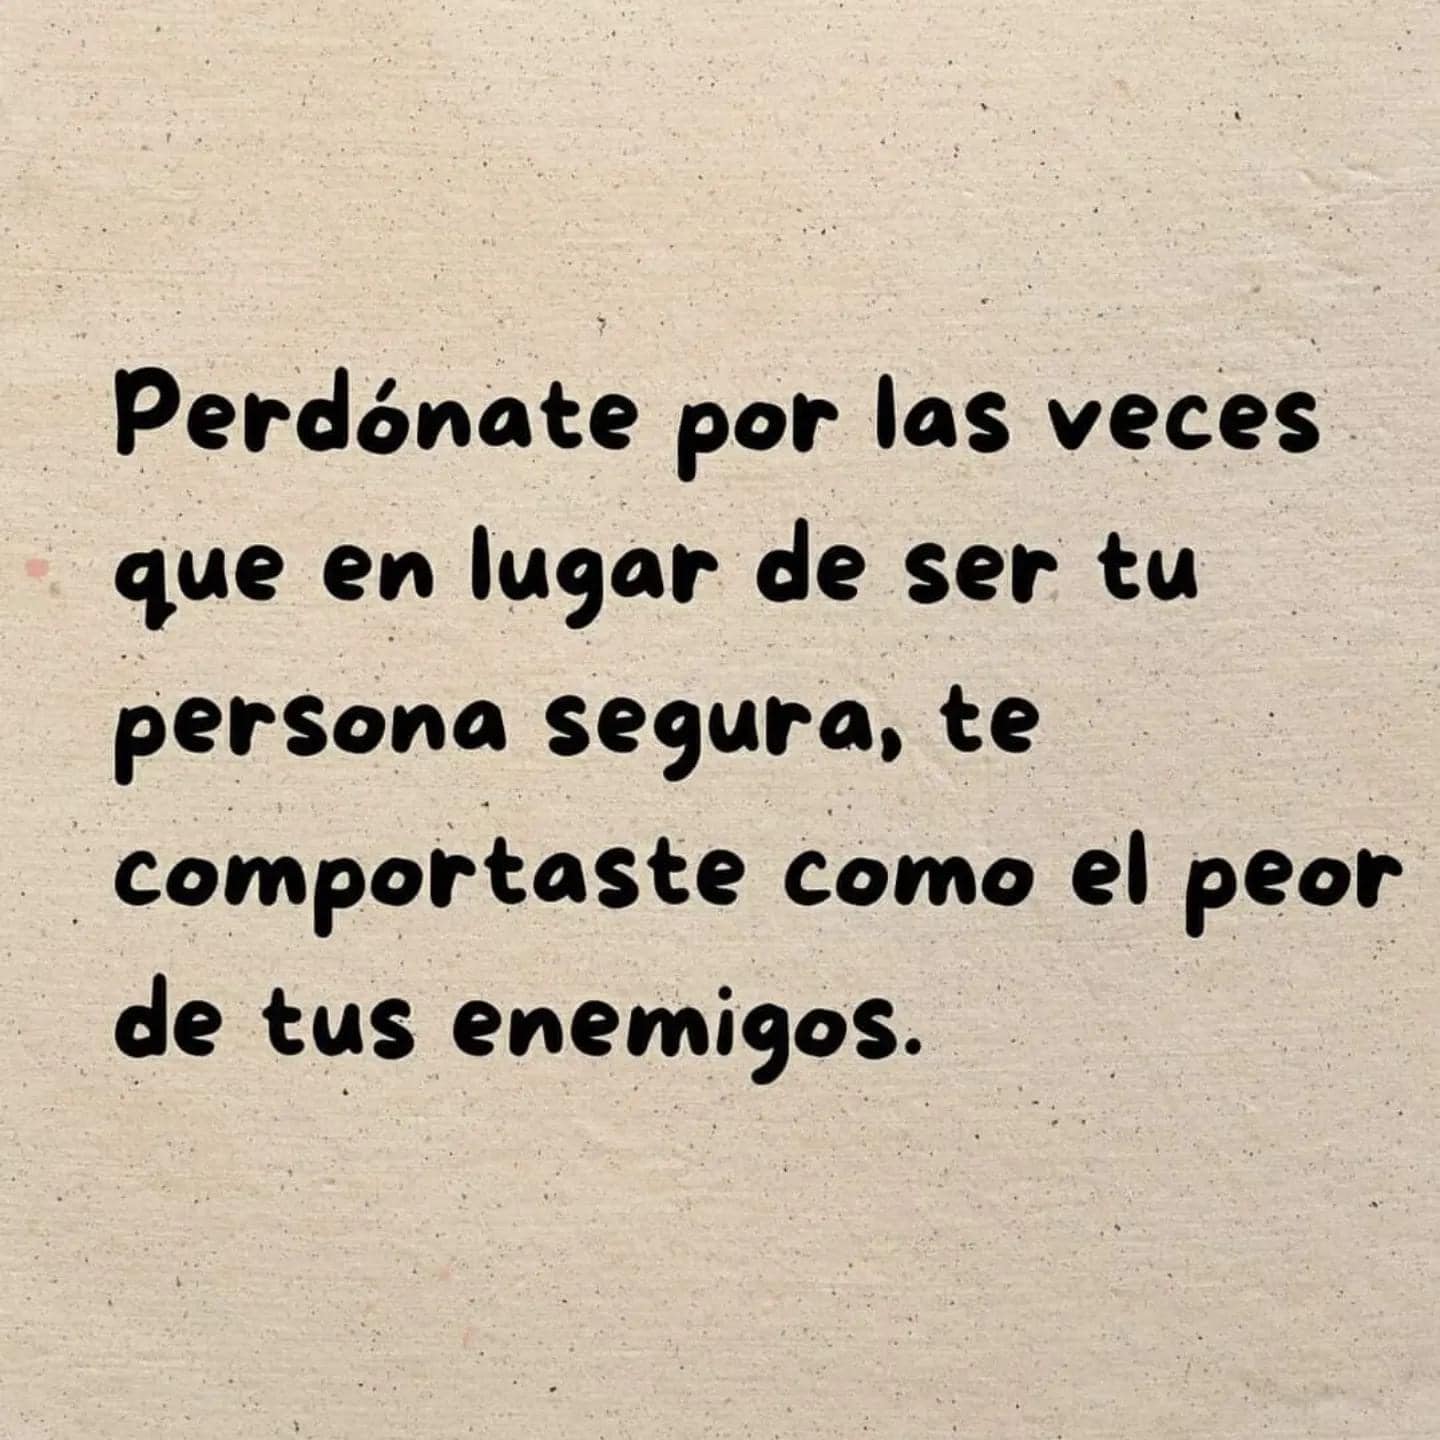 Perdónate por las veces
que en lugar de ser tu
persona segura, te
comportaste como el peor
de tus enemigos.